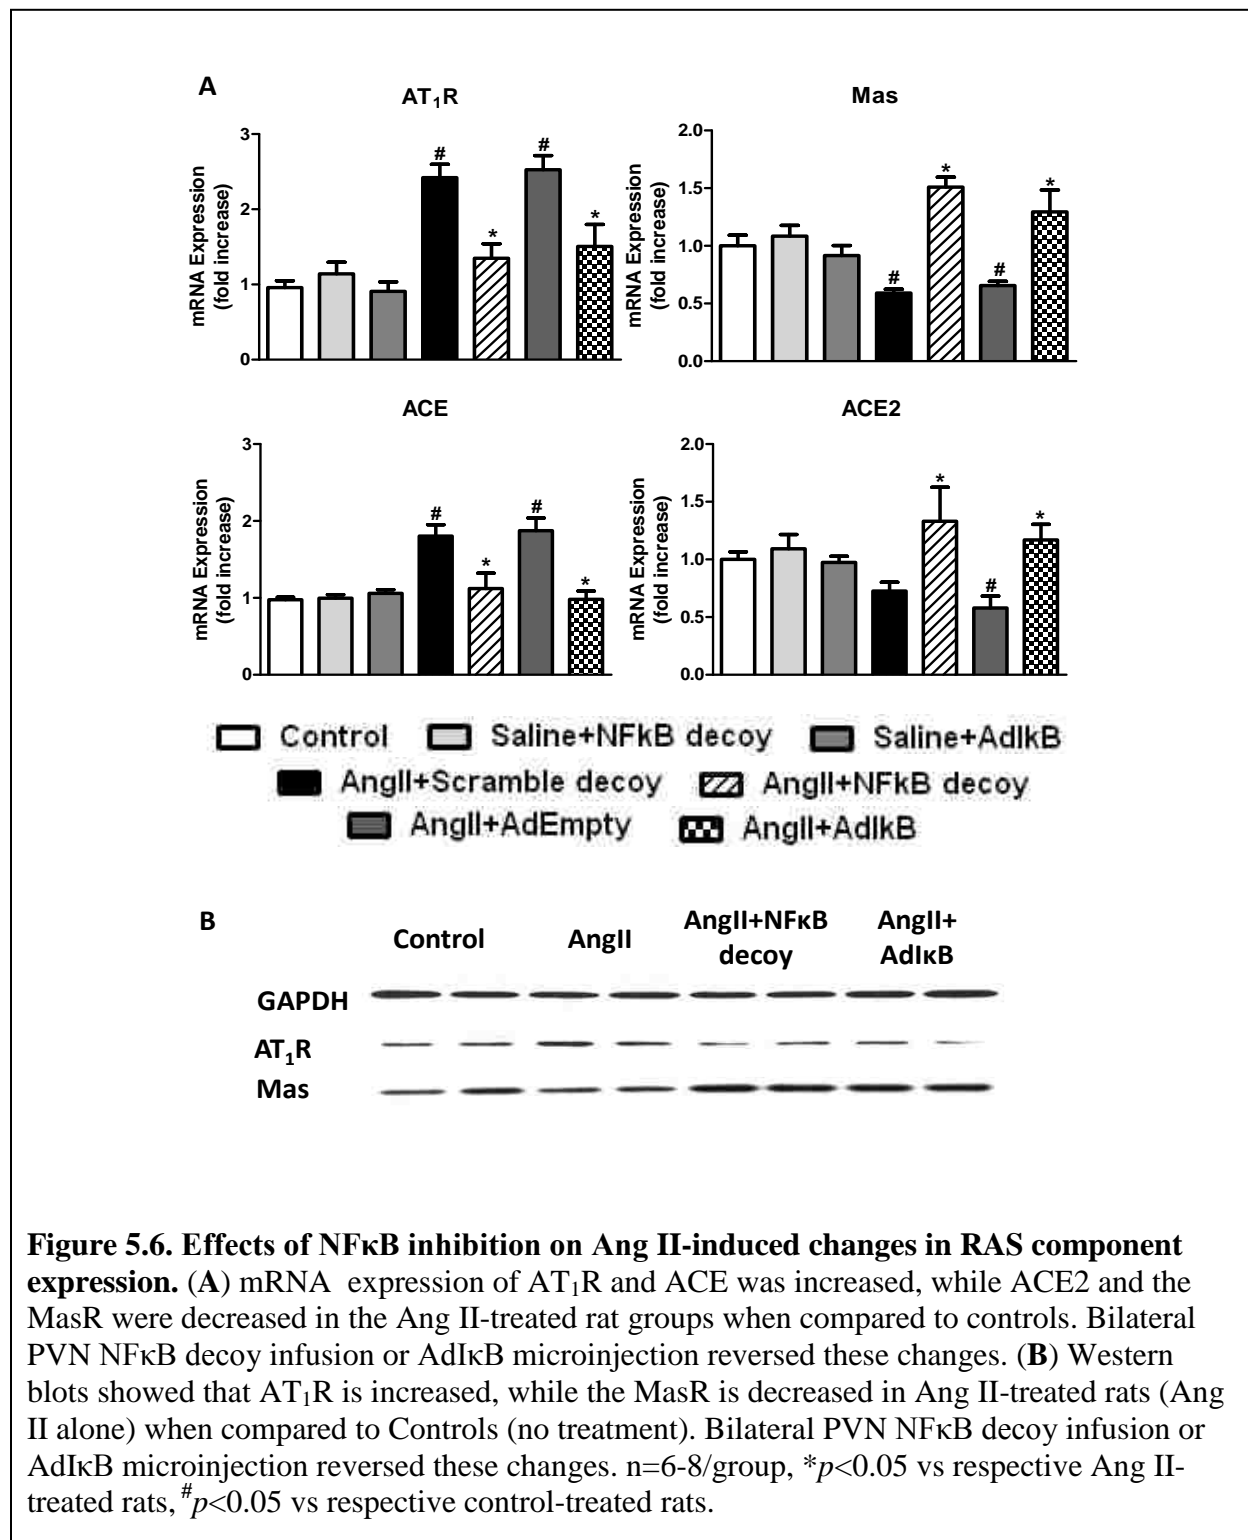 A
AT₁R
mRNA Expression
(fold increase)
3
2
1
0
#
*
#
*
Mas
mRNA Expression
(fold increase)
2.0
1.5
1.0
0.5
0.0
#
*
#
*
ACE
mRNA Expression
(fold increase)
3
2
1
0
#
*
#
*
ACE2
mRNA Expression
(fold increase)
2.0
1.5
1.0
0.5
0.0
*
#
*
Control Saline+NFkB decoy Saline+AdIkB
AngII+Scramble decoy AngII+NFkB decoy
AngII+AdEmpty AngII+AdIkB
B
Control AngII AngII+NFκB decoy AngII+ AdIκB
GAPDH
AT₁R
Mas
Figure 5.6. Effects of NFκB inhibition on Ang II-induced changes in RAS component
expression. (A) mRNA expression of AT₁R and ACE was increased, while ACE2 and the
MasR were decreased in the Ang II-treated rat groups when compared to controls. Bilateral
PVN NFκB decoy infusion or AdIκB microinjection reversed these changes. (B) Western
blots showed that AT₁R is increased, while the MasR is decreased in Ang II-treated rats (Ang
II alone) when compared to Controls (no treatment). Bilateral PVN NFκB decoy infusion or
AdIκB microinjection reversed these changes. n=6-8/group, *p<0.05 vs respective Ang II-
treated rats, #p<0.05 vs respective control-treated rats.